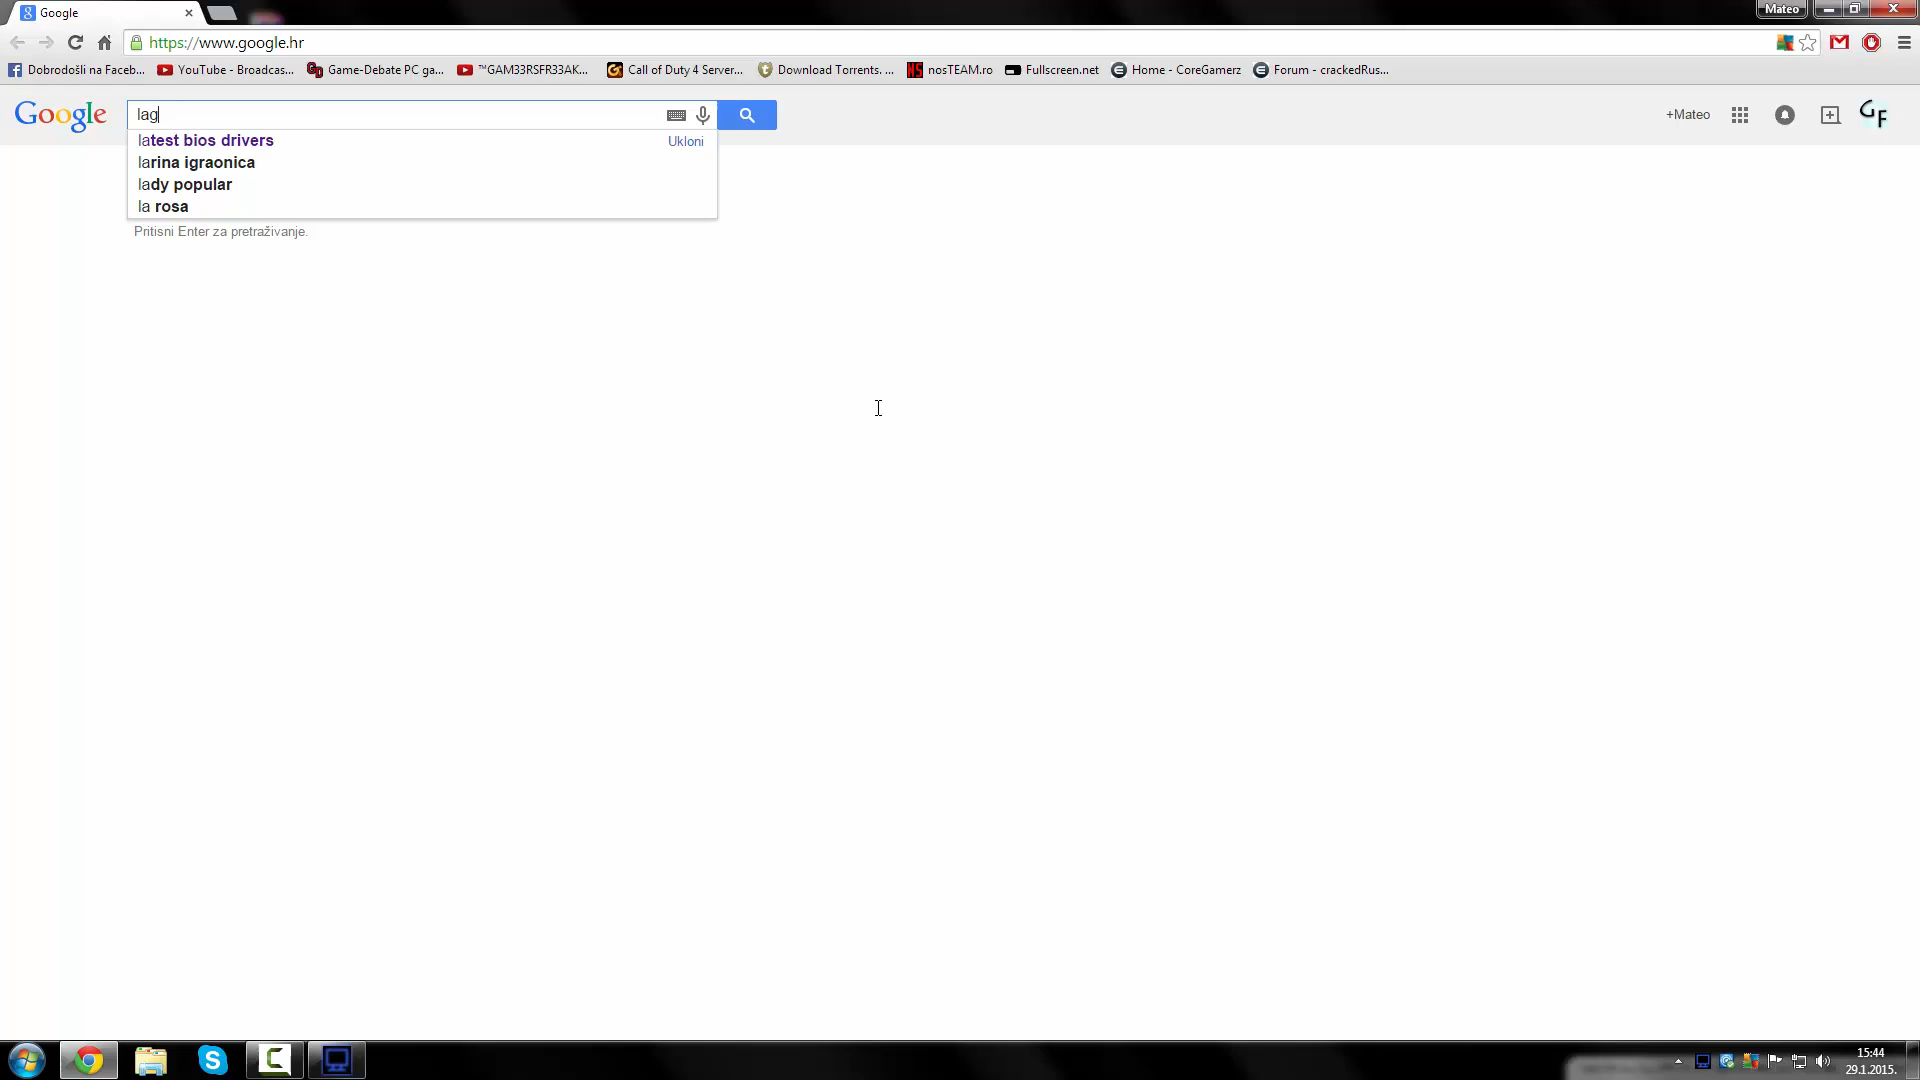 Google
Mateo
https://www.google.hr
Dobrodošli na Faceb...
YouTube - Broadcas...
Game-Debate PC ga...
™GAM33RSFR33AK...
Call of Duty 4 Server...
Download Torrents. ...
nosTEAM.ro
Fullscreen.net
Home - CoreGamerz
Forum - crackedRus...
Google
lag
+Mateo
GF
latest bios drivers
Ukloni
larina igraonica
lady popular
la rosa
Pritisni Enter za pretraživanje.
15:44
29.1.2015.